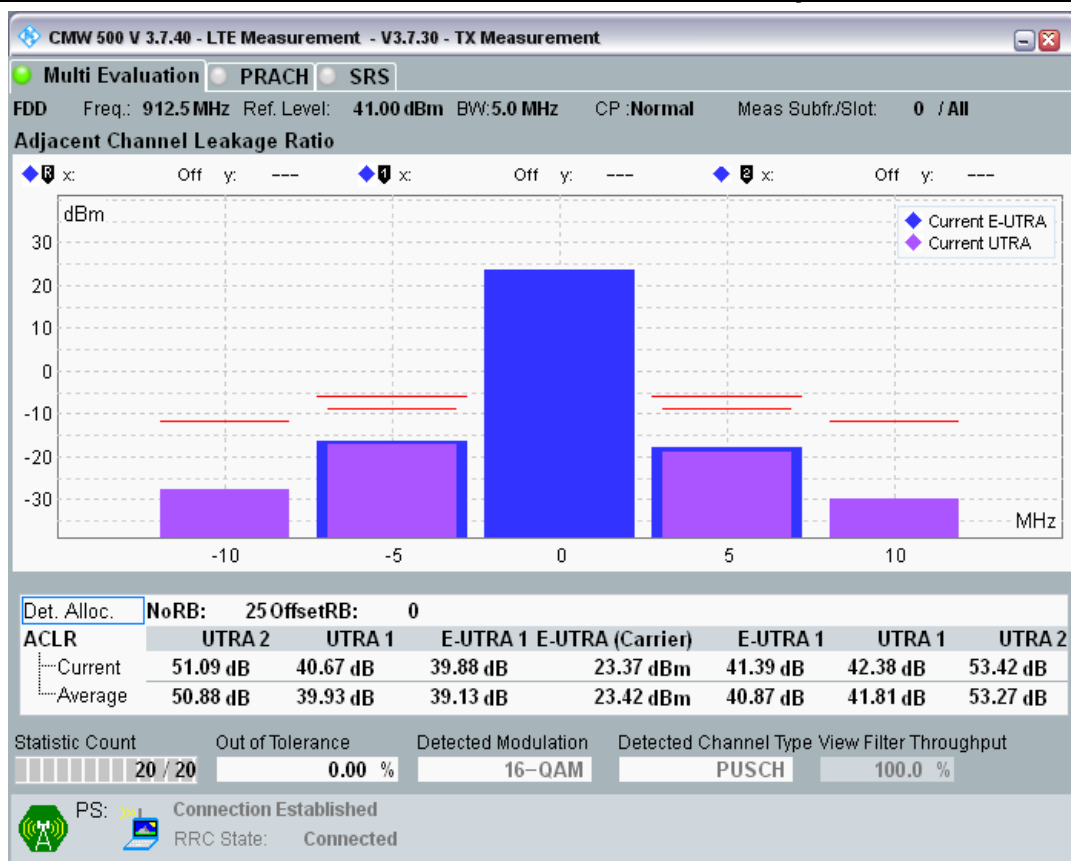 CMW 500 V 3.7.40 - LTE Measurement - V3.7.30 - TX Measurement
Multi Evaluation PRACH SRS
FDD Freq.: 912.5 MHz Ref. Level: 41.00 dBm BW:5.0 MHz CP :Normal Meas Subfr./Slot: 0 / All
Adjacent Channel Leakage Ratio
R x: Off y: --- 1 x: Off y: --- 2 x: Off y: ---
dBm
Current E-UTRA
Current UTRA
30
20
10
0
-10
-20
-30
MHz
-10 -5 0 5 10
Det. Alloc. NoRB: 25 OffsetRB: 0
ACLR UTRA 2 UTRA 1 E-UTRA 1 E-UTRA (Carrier) E-UTRA 1 UTRA 1 UTRA 2
Current 51.09 dB 40.67 dB 39.88 dB 23.37 dBm 41.39 dB 42.38 dB 53.42 dB
Average 50.88 dB 39.93 dB 39.13 dB 23.42 dBm 40.87 dB 41.81 dB 53.27 dB
Statistic Count Out of Tolerance Detected Modulation Detected Channel Type View Filter Throughput
20 / 20 0.00 % 16-QAM PUSCH 100.0 %
PS: Connection Established
RRC State: Connected